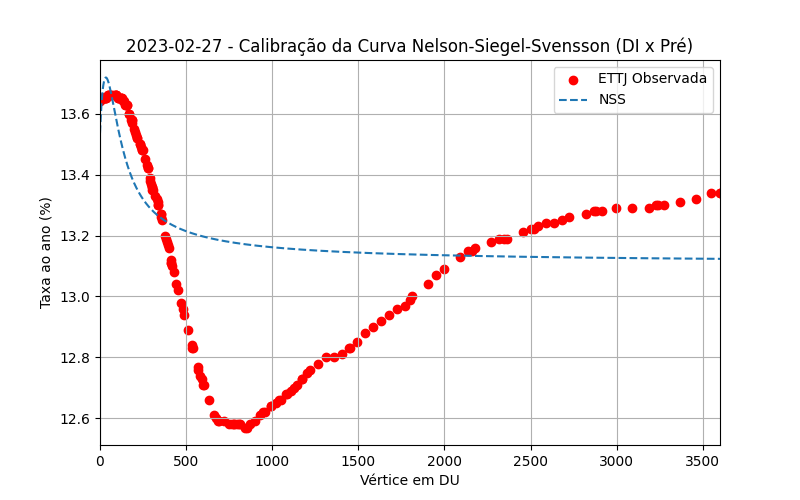 2023-02-27 - Calibração da Curva Nelson-Siegel-Svensson (DI x Pré)
ETTJ Observada
NSS
Taxa ao ano (%)
13.6
13.4
13.2
13.0
12.8
12.6
0 500 1000 1500 2000 2500 3000 3500
Vértice em DU